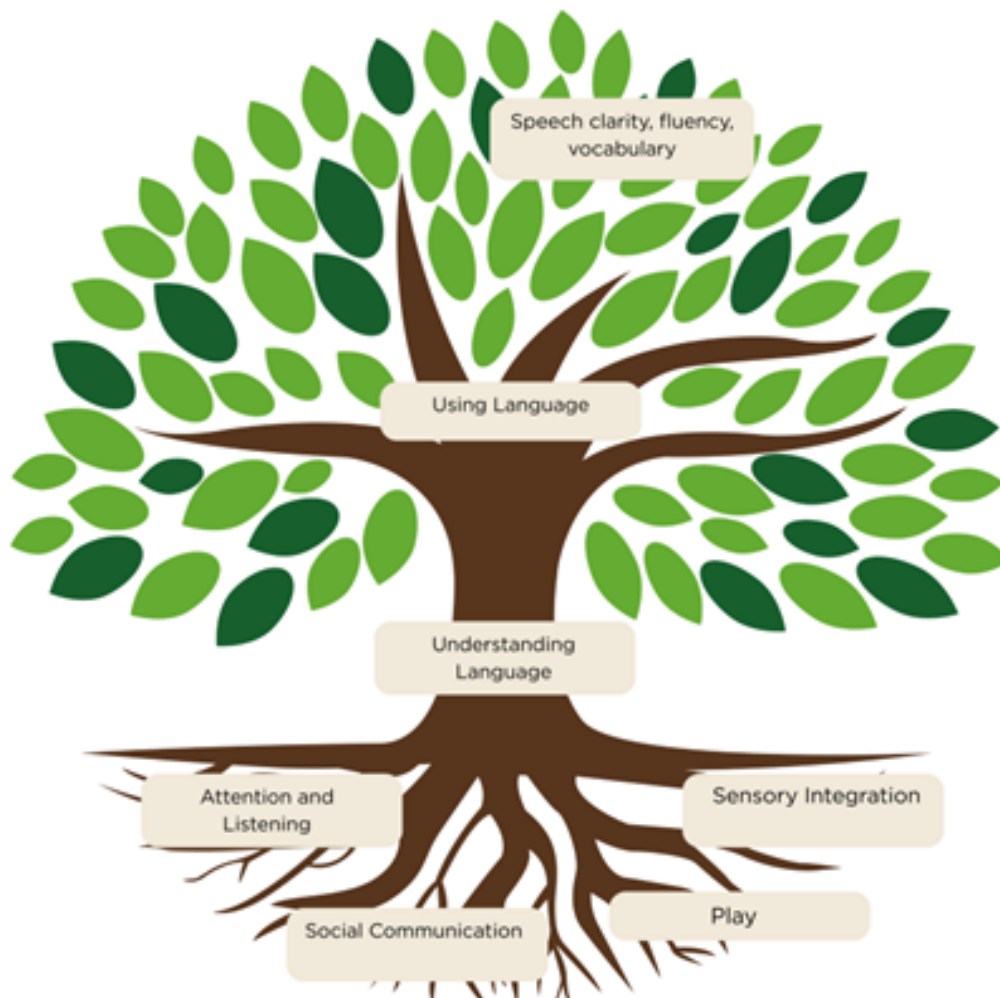 Speech clarity, fluency,
vocabulary
Using Language
Understanding
Language
Attention and
Listening
Sensory Integration
Social Communication
Play